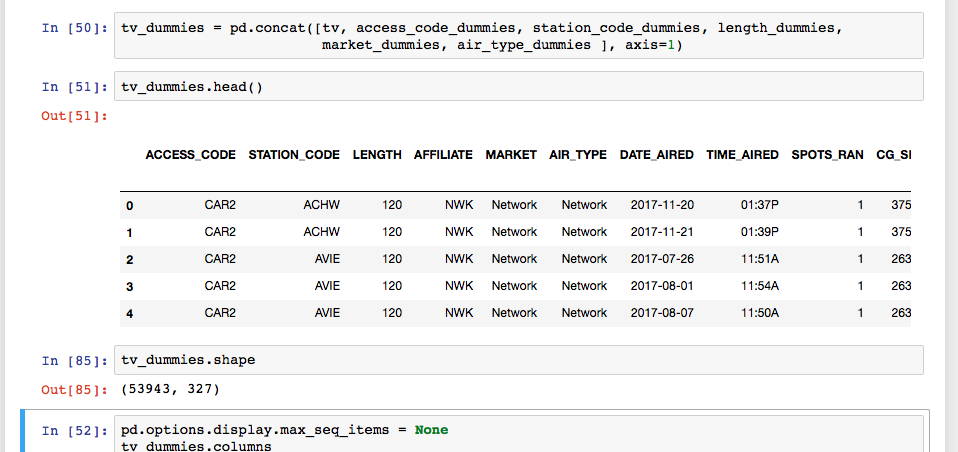 In [50]: tv_dummies = pd.concat([tv, access_code_dummies, station_code_dummies, length_dummies,
market_dummies, air_type_dummies ], axis=1)
In [51]: tv_dummies.head()
Out[51]:
ACCESS_CODE STATION_CODE LENGTH AFFILIATE MARKET AIR_TYPE DATE_AIRED TIME_AIRED SPOTS_RAN CG_SI
0 CAR2 ACHW 120 NWK Network Network 2017-11-20 01:37P 1 375
1 CAR2 ACHW 120 NWK Network Network 2017-11-21 01:39P 1 375
2 CAR2 AVIE 120 NWK Network Network 2017-07-26 11:51A 1 263
3 CAR2 AVIE 120 NWK Network Network 2017-08-01 11:54A 1 263
4 CAR2 AVIE 120 NWK Network Network 2017-08-07 11:50A 1 263
In [85]: tv_dummies.shape
Out[85]: (53943, 327)
In [52]: pd.options.display.max_seq_items = None
tv_dummies.columns